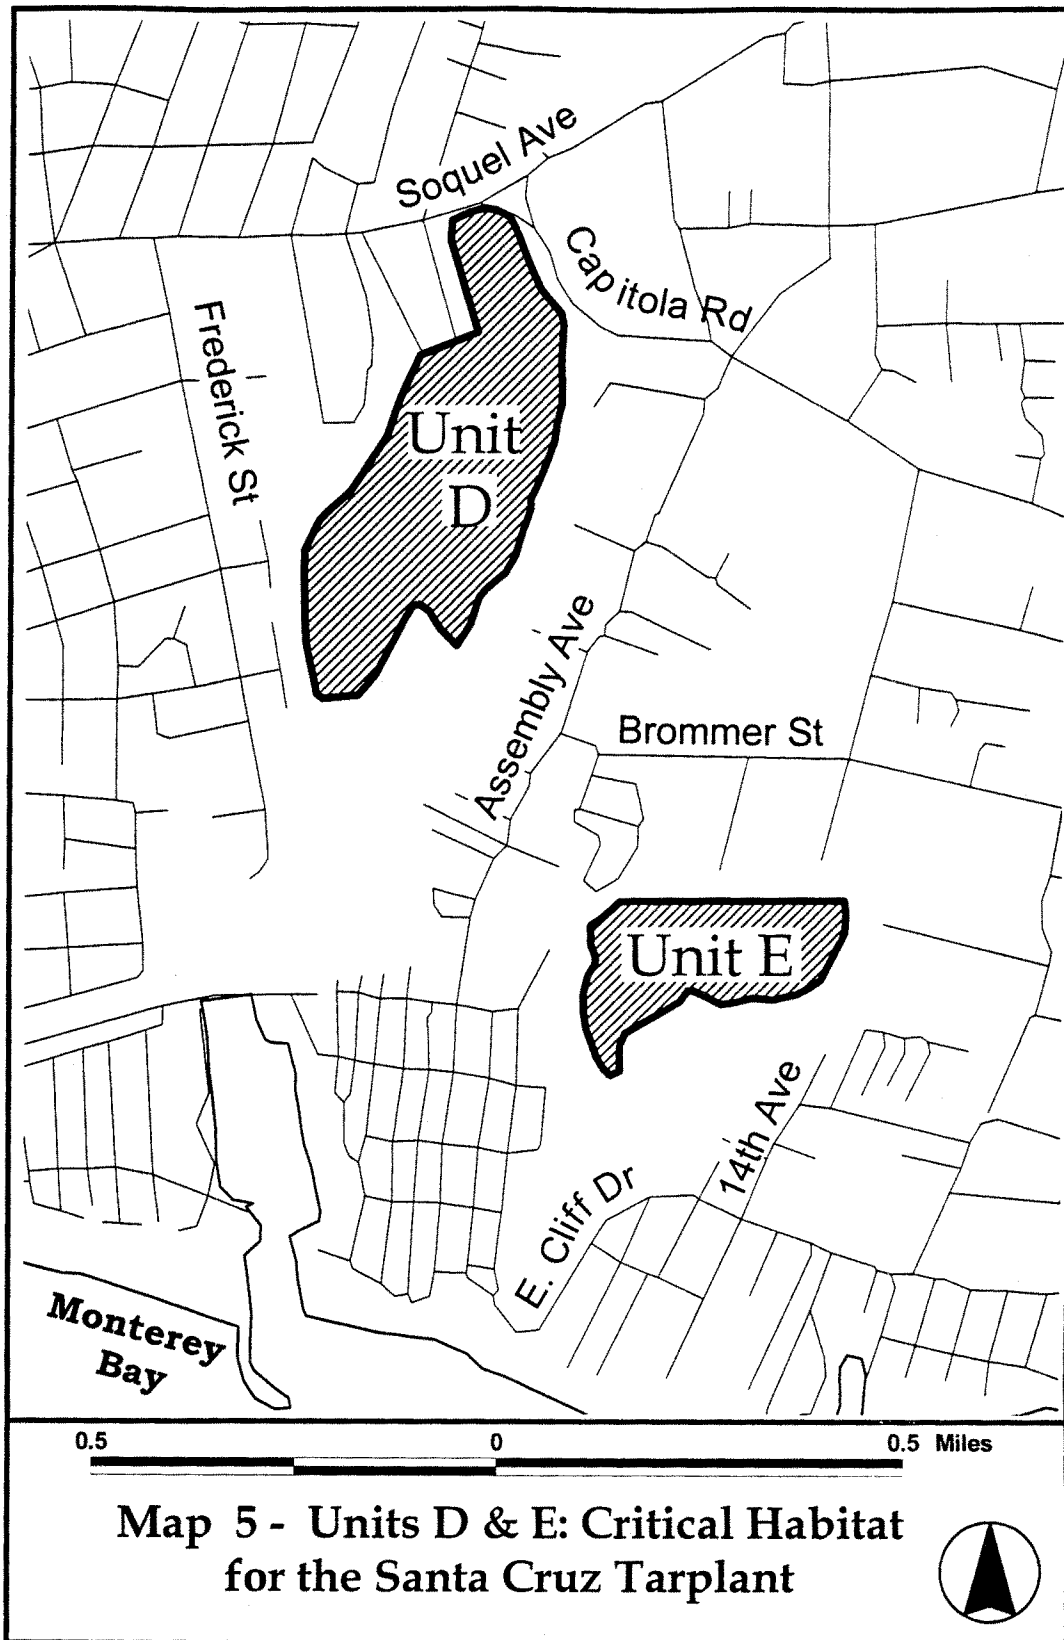 Soquel Ave
Capitola Rd
Frederick St
Unit
D
Assembly Ave
Brommer St
Unit E
14th Ave
E. Cliff Dr
Monterey
Bay
0.5 0 0.5 Miles
Map 5 - Units D & E: Critical Habitat
for the Santa Cruz Tarplant